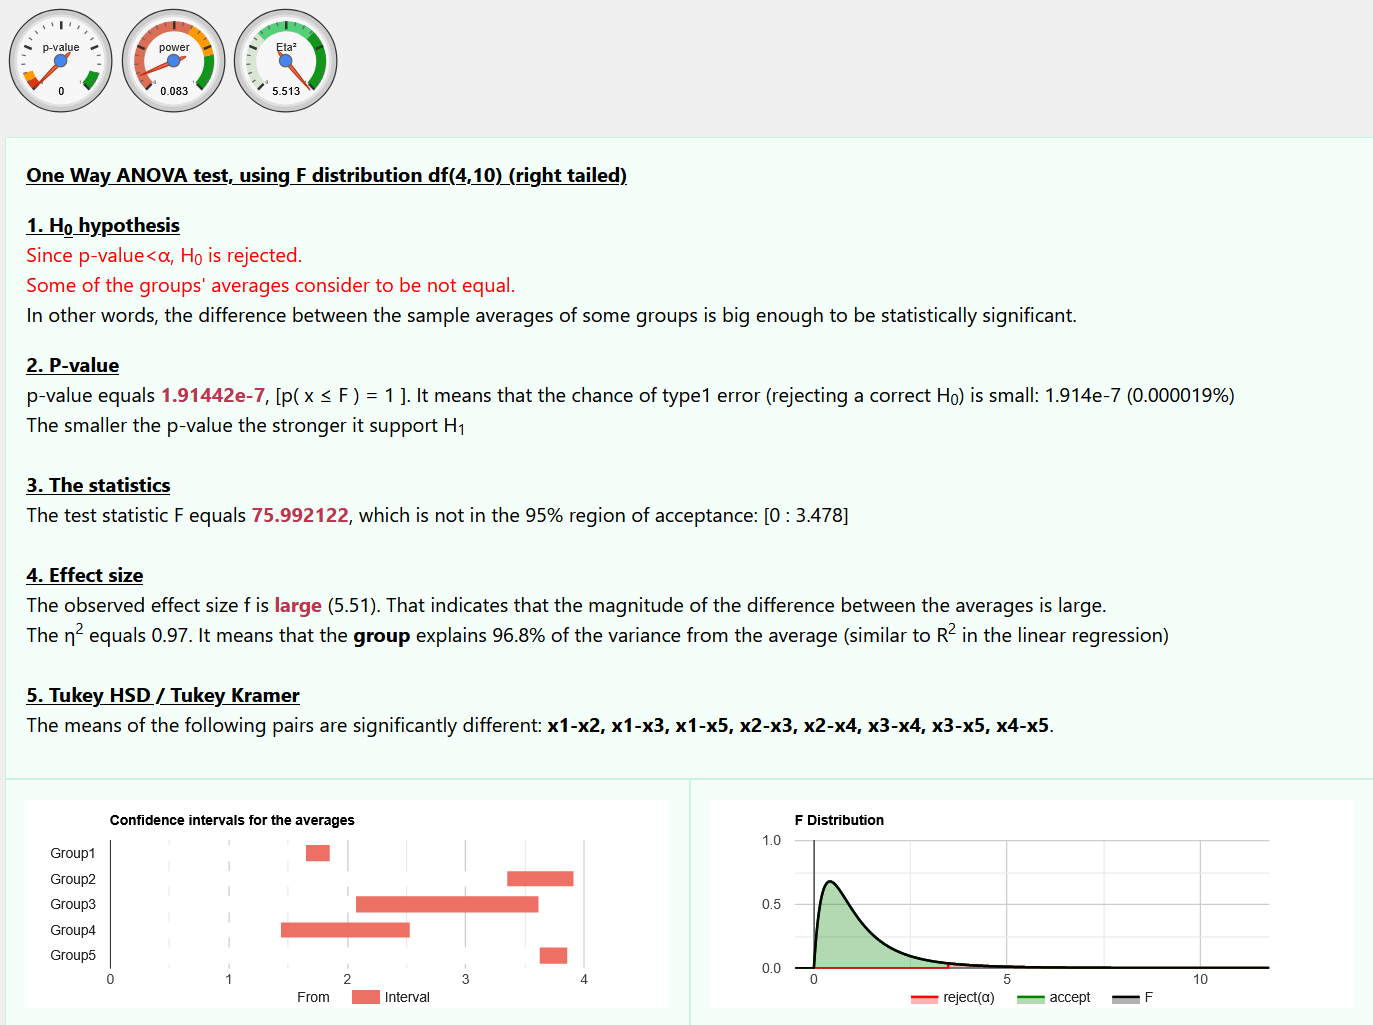 p-value
0
power
0.083
Eta²
5.513
One Way ANOVA test, using F distribution df(4,10) (right tailed)
1. H₀ hypothesis
Since p-value<α, H₀ is rejected.
Some of the groups' averages consider to be not equal.
In other words, the difference between the sample averages of some groups is big enough to be statistically significant.
2. P-value
p-value equals 1.91442e-7, [p( x ≤ F ) = 1 ]. It means that the chance of type1 error (rejecting a correct H₀) is small: 1.914e-7 (0.000019%)
The smaller the p-value the stronger it support H₁
3. The statistics
The test statistic F equals 75.992122, which is not in the 95% region of acceptance: [0 : 3.478]
4. Effect size
The observed effect size f is large (5.51). That indicates that the magnitude of the difference between the averages is large.
The η² equals 0.97. It means that the group explains 96.8% of the variance from the average (similar to R² in the linear regression)
5. Tukey HSD / Tukey Kramer
The means of the following pairs are significantly different: x1-x2, x1-x3, x1-x5, x2-x3, x2-x4, x3-x4, x3-x5, x4-x5.
Confidence intervals for the averages
Group1
Group2
Group3
Group4
Group5
0 1 2 3 4
From Interval
F Distribution
1.0
0.5
0.0
0 5 10
reject(α) accept F